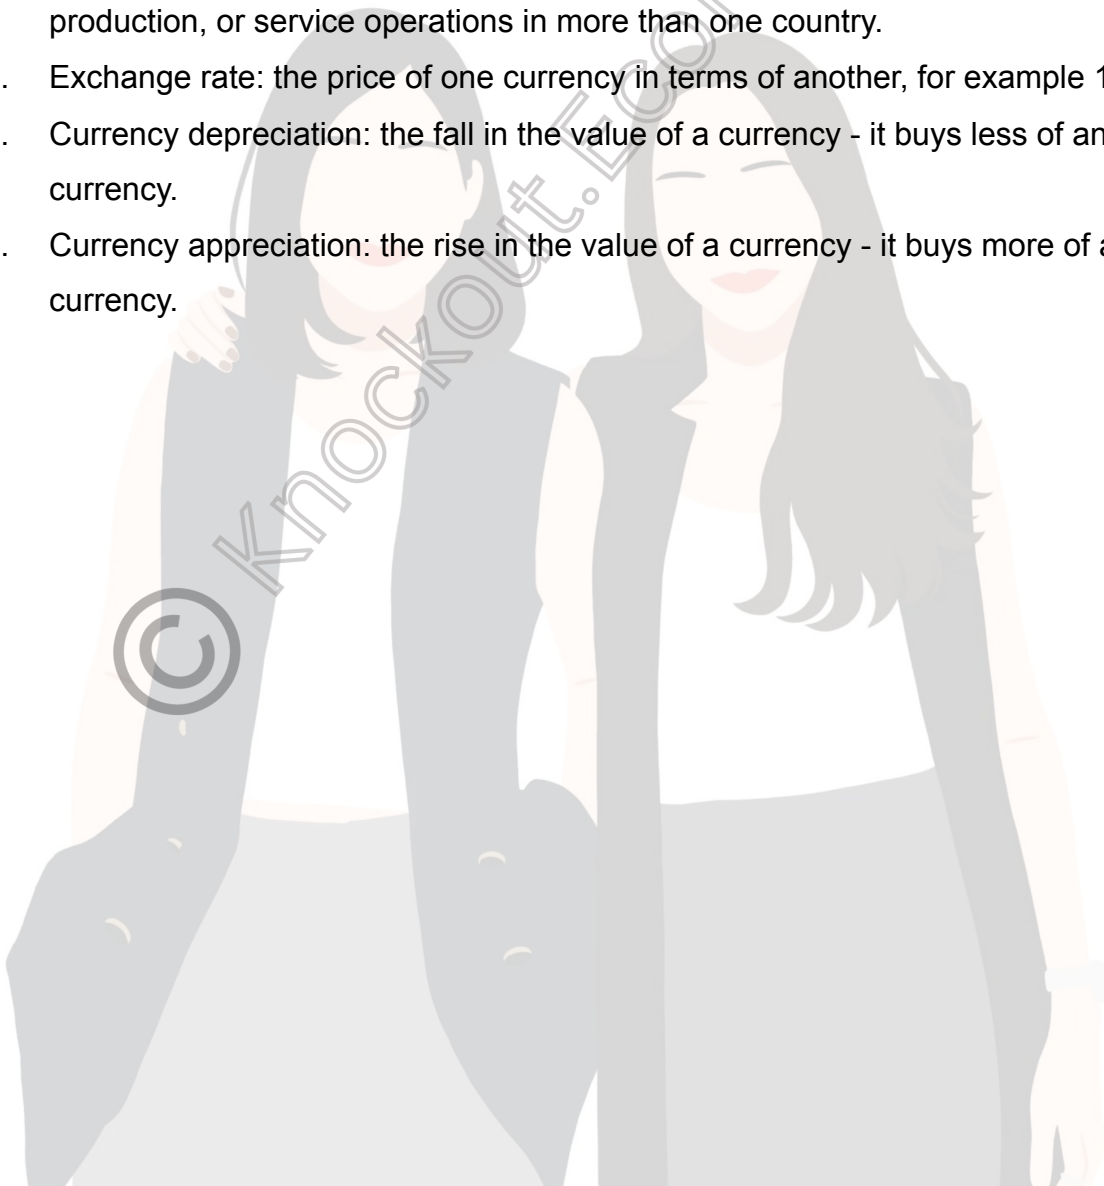 production, or service operations in more than one country.
. Exchange rate: the price of one currency in terms of another, for example 1
. Currency depreciation: the fall in the value of a currency - it buys less of an
currency.
. Currency appreciation: the rise in the value of a currency - it buys more of a
currency.
© Knockout.Eco